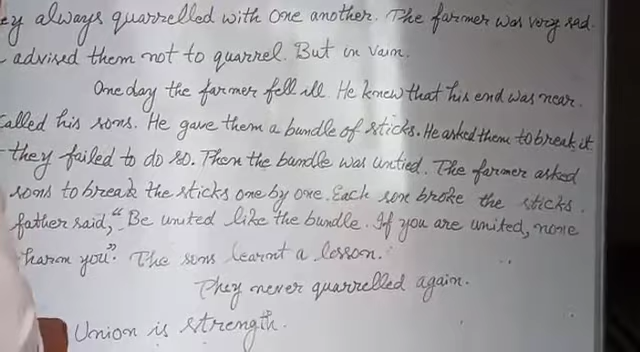 ey always quarrelled with one another. The farmer was very sad.
advised them not to quarrel. But in vain.
One day the farmer fell ill. He knew that his end was near.
Called his sons. He gave them a bundle of sticks. He asked them to break it
they failed to do so. Then the bundle was untied. The farmer asked
sons to break the sticks one by one. Each son broke the sticks.
father said, "Be united like the bundle. If you are united, none
harm you". The sons learnt a lesson.
They never quarrelled again.
Union is strength.